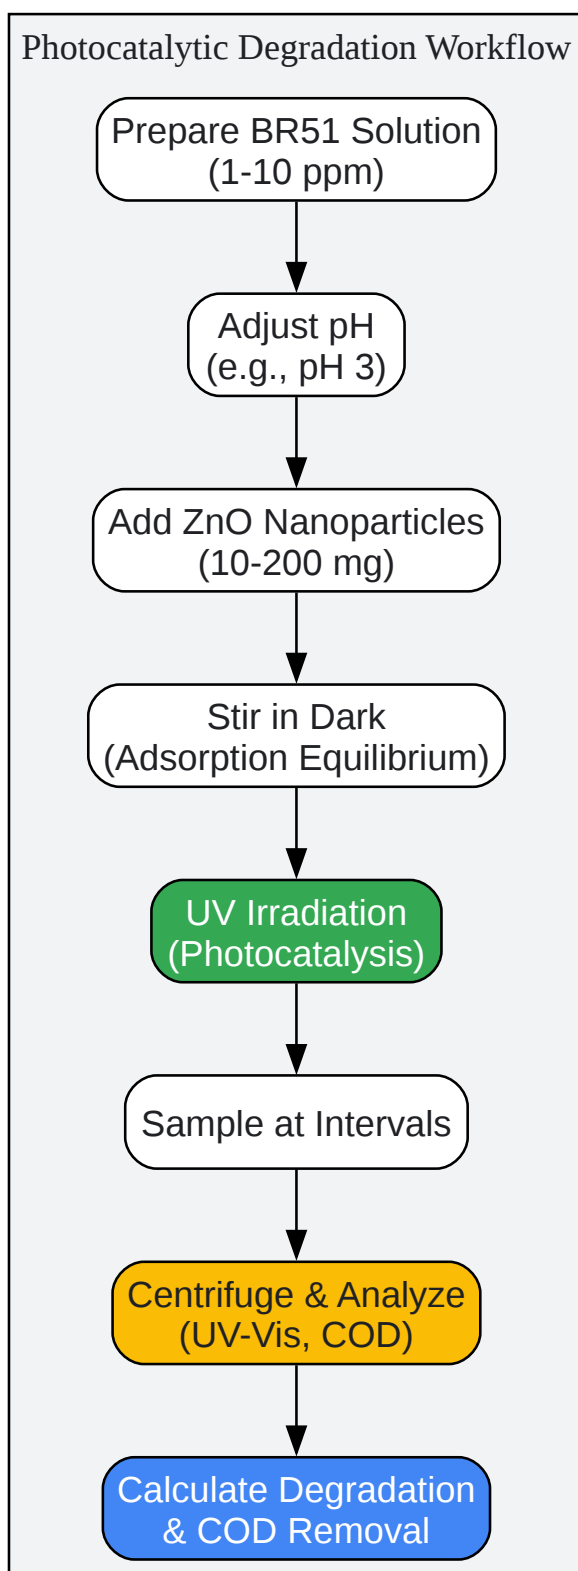 Photocatalytic Degradation Workflow
Prepare BR51 Solution
(1-10 ppm)
Adjust pH
(e.g., pH 3)
Add ZnO Nanoparticles
(10-200 mg)
Stir in Dark
(Adsorption Equilibrium)
UV Irradiation
(Photocatalysis)
Sample at Intervals
Centrifuge & Analyze
(UV-Vis, COD)
Calculate Degradation
& COD Removal